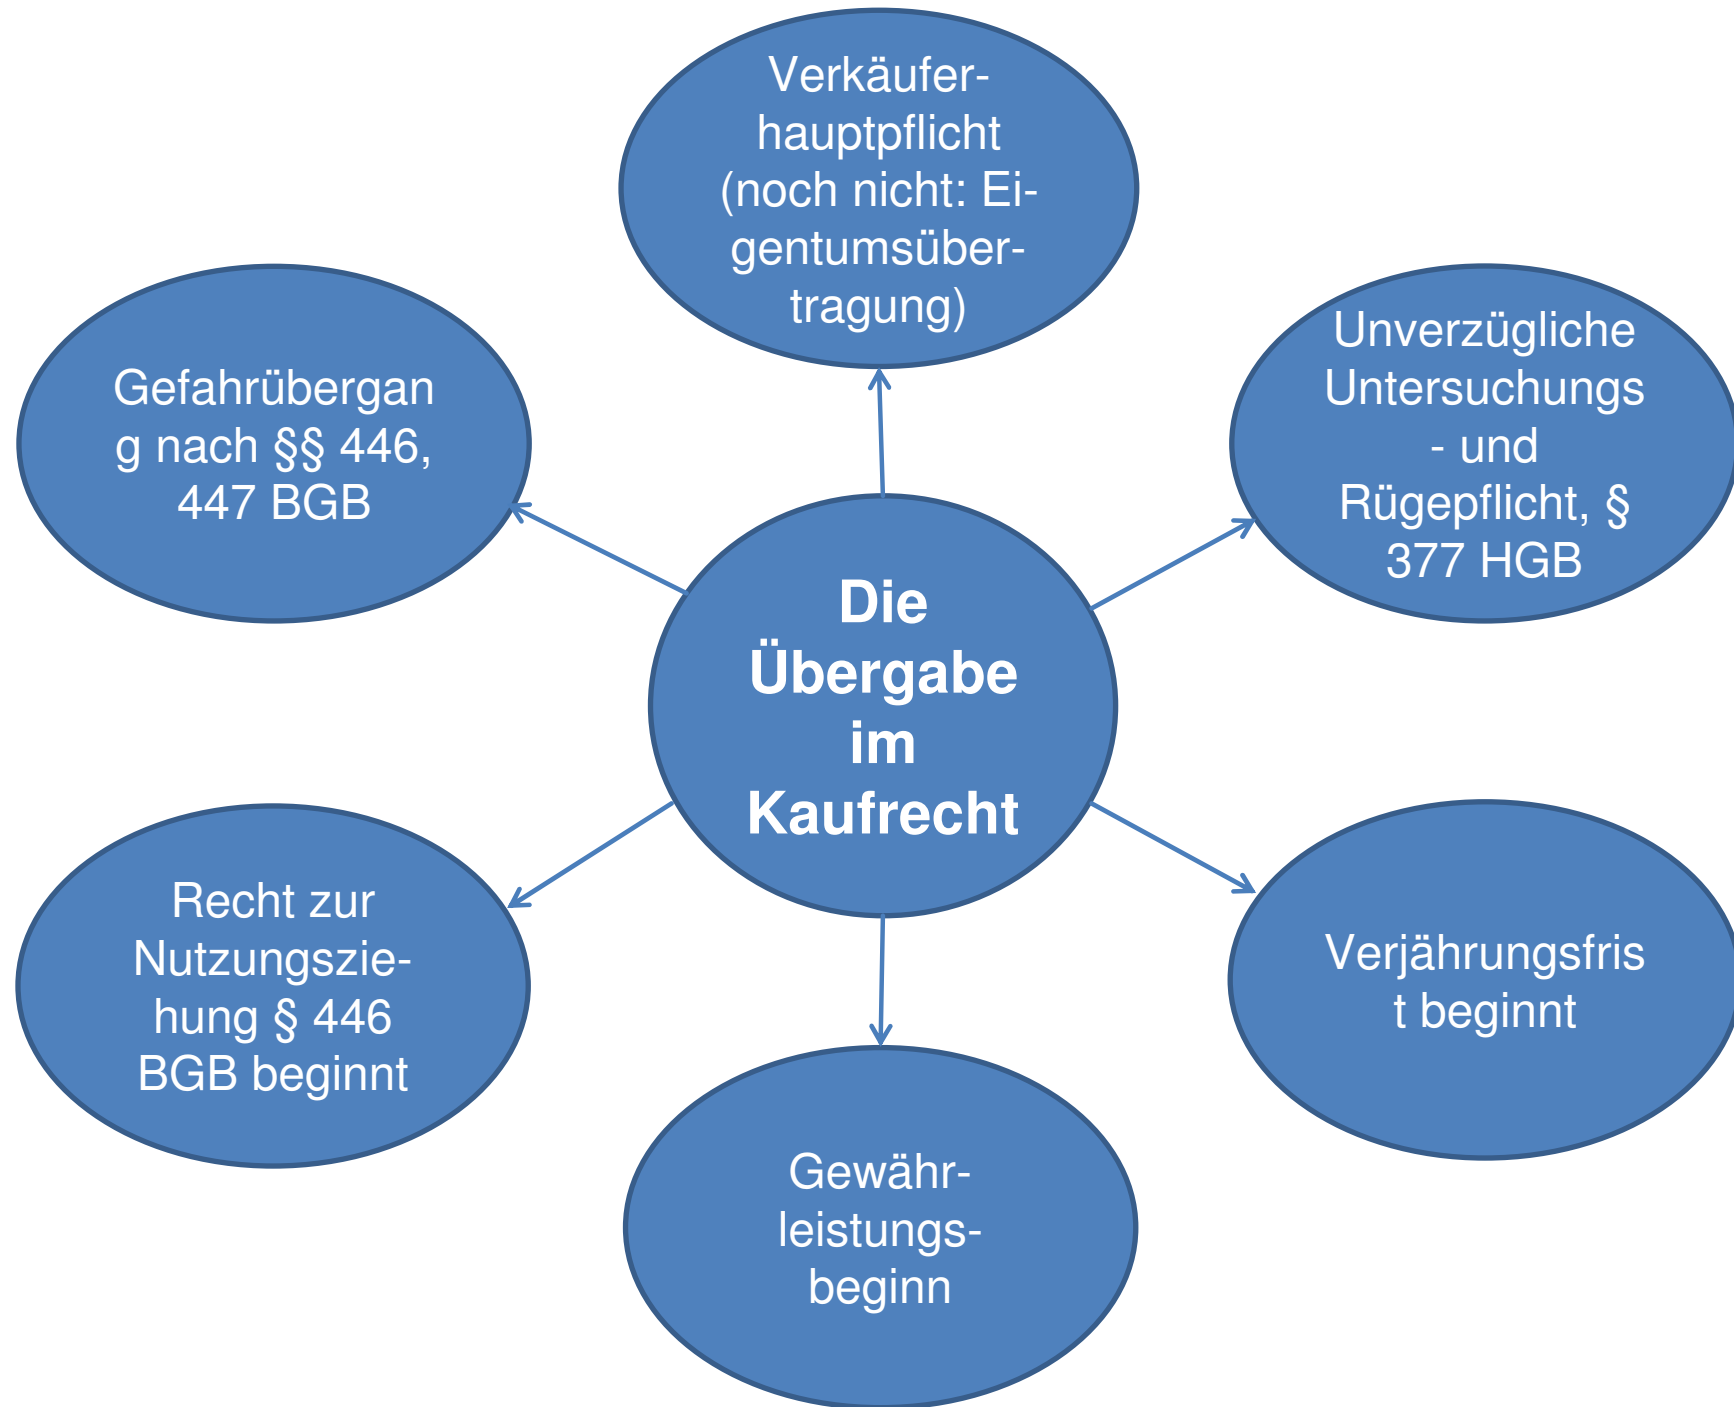 Verkäufer-
hauptpflicht
(noch nicht: Ei-
gentumsüber-
tragung)
Gefahrübergan
g nach §§ 446,
447 BGB
Unverzügliche
Untersuchungs
- und
Rügepflicht, §
377 HGB
Die
Übergabe
im
Kaufrecht
Recht zur
Nutzungszie-
hung § 446
BGB beginnt
Verjährungsfris
t beginnt
Gewähr-
leistungs-
beginn